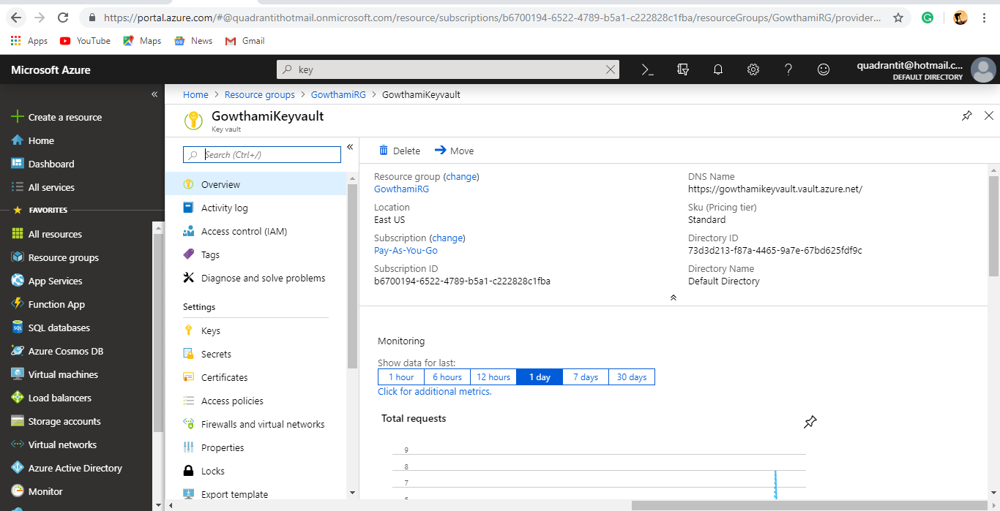 https://portal.azure.com/#@quadrantithotmail.onmicrosoft.com/resource/subscriptions/b6700194-6522-4789-b5a1-c222828c1fba/resourceGroups/GowthamiRG/provider...
Apps YouTube Maps News Gmail
Microsoft Azure
key
quadrantit@hotmail.c...
DEFAULT DIRECTORY
Create a resource
Home
Dashboard
All services
FAVORITES
All resources
Resource groups
App Services
Function App
SQL databases
Azure Cosmos DB
Virtual machines
Load balancers
Storage accounts
Virtual networks
Azure Active Directory
Monitor
Home > Resource groups > GowthamiRG > GowthamiKeyvault
GowthamiKeyvault
Key vault
Search (Ctrl+/)
Overview
Activity log
Access control (IAM)
Tags
Diagnose and solve problems
Settings
Keys
Secrets
Certificates
Access policies
Firewalls and virtual networks
Properties
Locks
Export template
Delete Move
Resource group (change)
GowthamiRG
Location
East US
Subscription (change)
Pay-As-You-Go
Subscription ID
b6700194-6522-4789-b5a1-c222828c1fba
DNS Name
https://gowthamikeyvault.vault.azure.net/
Sku (Pricing tier)
Standard
Directory ID
73d3d213-f87a-4465-9a7e-67bd625fdf9c
Directory Name
Default Directory
Monitoring
Show data for last:
1 hour 6 hours 12 hours 1 day 7 days 30 days
Click for additional metrics.
Total requests
9
8
7